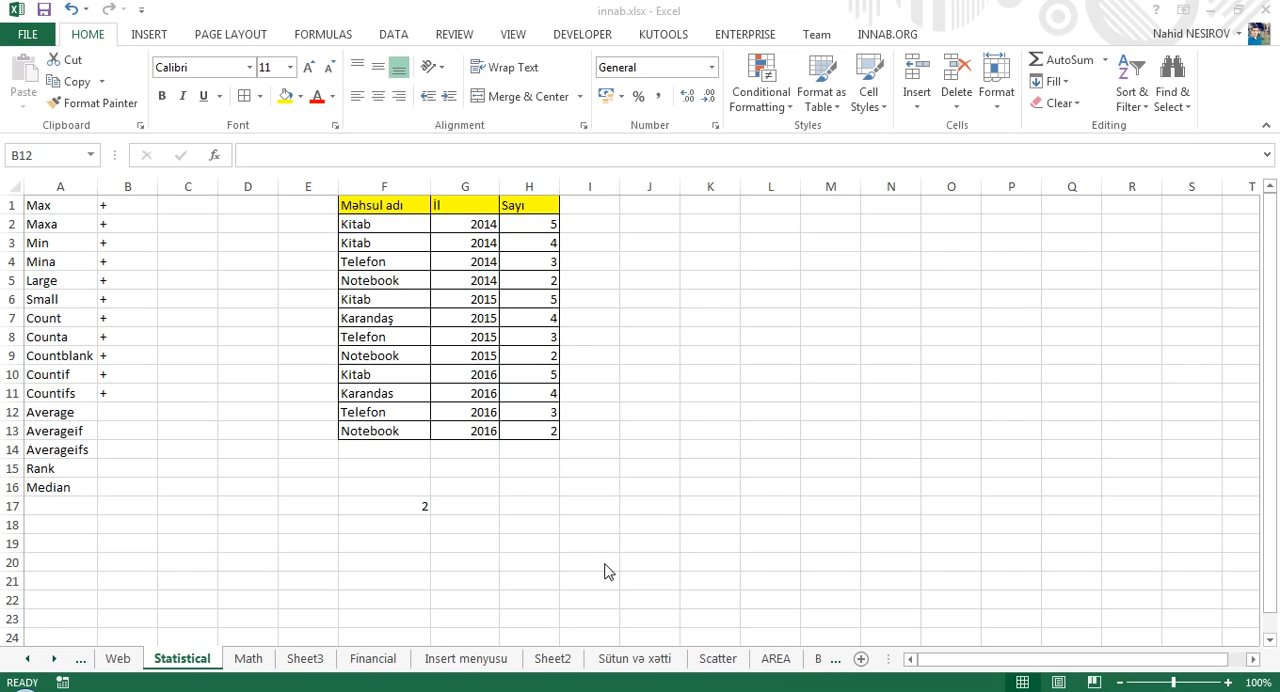 innab.xlsx - Excel
FILE HOME INSERT PAGE LAYOUT FORMULAS DATA REVIEW VIEW DEVELOPER KUTOOLS ENTERPRISE Team INNAB.ORG Nahid NESIROV
Paste Cut Copy Format Painter
Calibri 11
B I U
Wrap Text
Merge & Center
General
%
Conditional Formatting Format as Table Cell Styles
Insert Delete Format
AutoSum Fill Clear
Sort & Filter Find & Select
Clipboard Font Alignment Number Styles Cells Editing
B12 fx
A B C D E F G H I J K L M N O P Q R S T
1 Max + Məhsul adı İl Sayı
2 Maxa + Kitab 2014 5
3 Min + Kitab 2014 4
4 Mina + Telefon 2014 3
5 Large + Notebook 2014 2
6 Small + Kitab 2015 5
7 Count + Karandaş 2015 4
8 Counta + Telefon 2015 3
9 Countblank + Notebook 2015 2
10 Countif + Kitab 2016 5
11 Countifs + Karandas 2016 4
12 Average Telefon 2016 3
13 Averageif Notebook 2016 2
14 Averageifs
15 Rank
16 Median
17 2
18
19
20
21
22
23
24
... Web Statistical Math Sheet3 Financial Insert menyusu Sheet2 Sütun və xətti Scatter AREA B ...
READY 100%